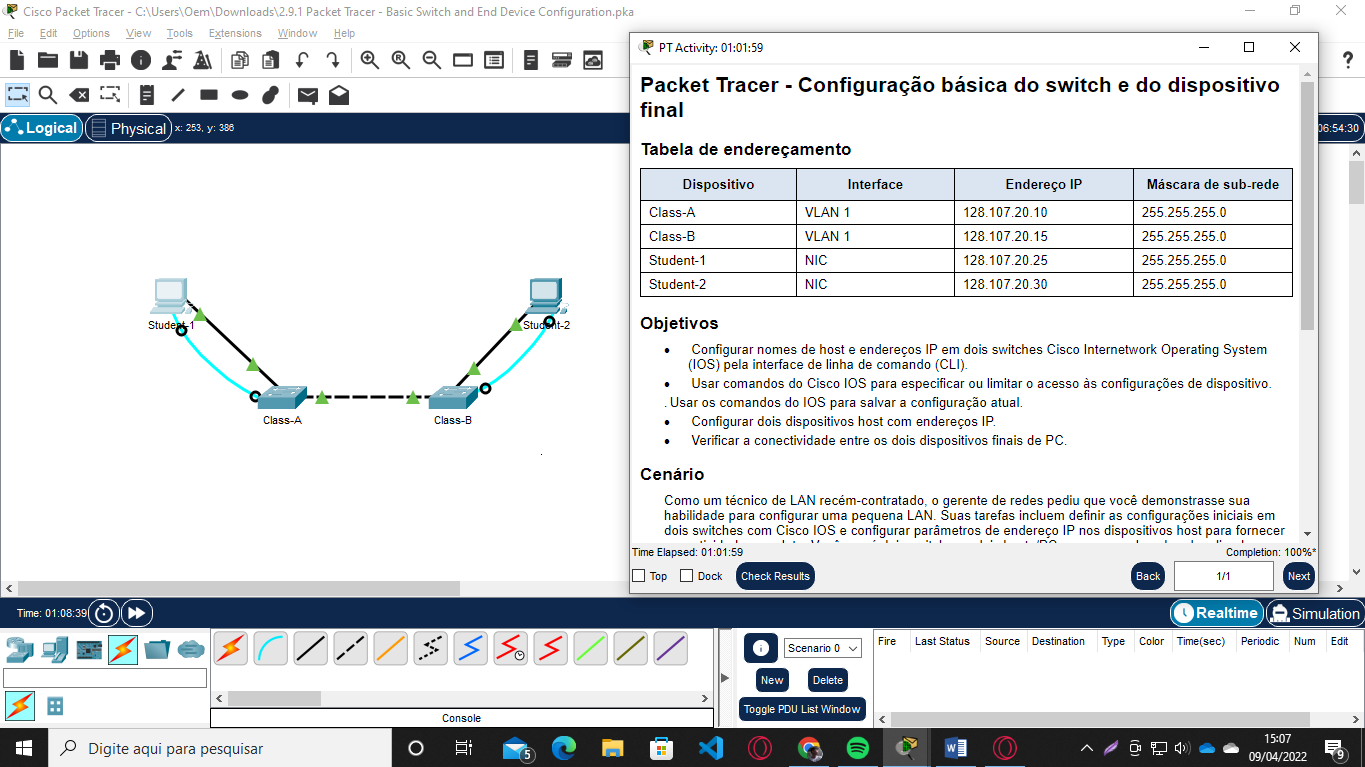 Cisco Packet Tracer - C:\Users\Oem\Downloads\2.9.1 Packet Tracer - Basic Switch and End Device Configuration.pka
File Edit Options View Tools Extensions Window Help
Logical Physical x: 253, y: 386
06:54:30
Student-1
Student-2
Class-A
Class-B
PT Activity: 01:01:59
Packet Tracer - Configuração básica do switch e do dispositivo
final
Tabela de endereçamento
Dispositivo Interface Endereço IP Máscara de sub-rede
Class-A VLAN 1 128.107.20.10 255.255.255.0
Class-B VLAN 1 128.107.20.15 255.255.255.0
Student-1 NIC 128.107.20.25 255.255.255.0
Student-2 NIC 128.107.20.30 255.255.255.0
Objetivos
• Configurar nomes de host e endereços IP em dois switches Cisco Internetwork Operating System
(IOS) pela interface de linha de comando (CLI).
• Usar comandos do Cisco IOS para especificar ou limitar o acesso às configurações de dispositivo.
. Usar os comandos do IOS para salvar a configuração atual.
• Configurar dois dispositivos host com endereços IP.
• Verificar a conectividade entre os dois dispositivos finais de PC.
Cenário
Como um técnico de LAN recém-contratado, o gerente de redes pediu que você demonstrasse sua
habilidade para configurar uma pequena LAN. Suas tarefas incluem definir as configurações iniciais em
dois switches com Cisco IOS e configurar parâmetros de endereço IP nos dispositivos host para fornecer
Time Elapsed: 01:01:59 Completion: 100%*
Top Dock Check Results Back 1/1 Next
Time: 01:08:39 Realtime Simulation
Scenario 0
New Delete
Toggle PDU List Window
Fire Last Status Source Destination Type Color Time(sec) Periodic Num Edit
Console
Digite aqui para pesquisar
5
15:07
09/04/2022
9